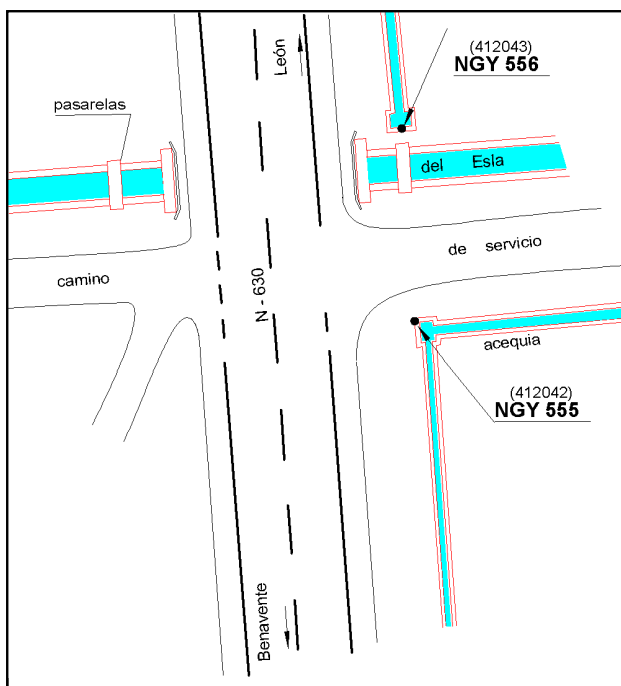 León
(412043)
NGY 556
pasarelas
del Esla
de servicio
camino
N - 630
acequia
(412042)
NGY 555
Benavente